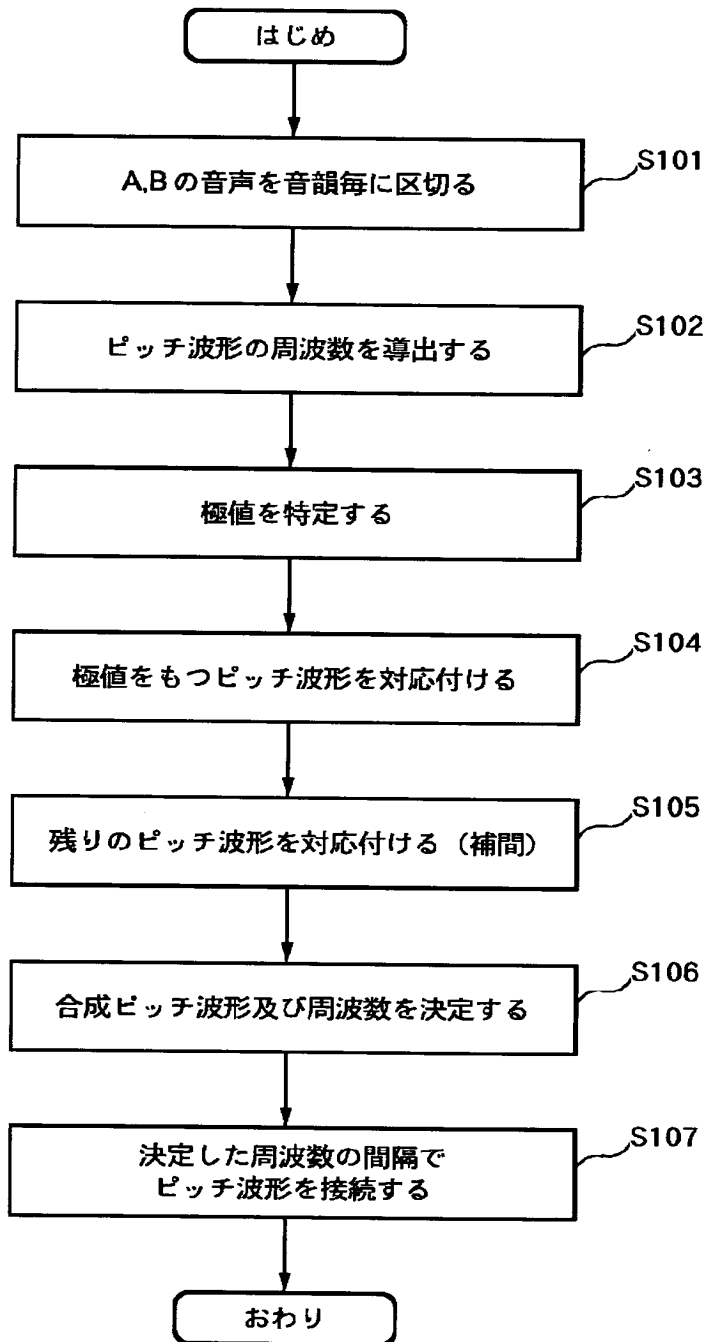 はじめ
A,Bの音声を音韻毎に区切る
S101
ピッチ波形の周波数を導出する
S102
極値を特定する
S103
極値をもつピッチ波形を対応付ける
S104
残りのピッチ波形を対応付ける（補間）
S105
合成ピッチ波形及び周波数を決定する
S106
決定した周波数の間隔で
ピッチ波形を接続する
S107
おわり